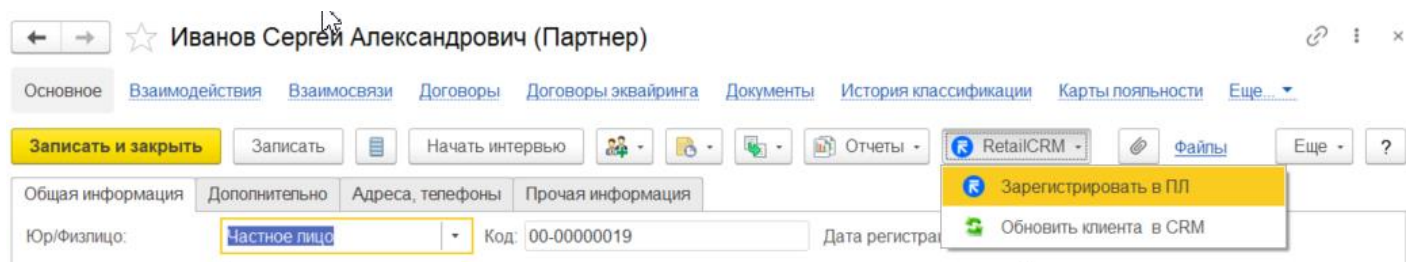 Иванов Сергей Александрович (Партнер)
Основное Взаимодействия Взаимосвязи Договоры Договоры эквайринга Документы История классификации Карты лояльности Еще...
Записать и закрыть Записать Начать интервью Отчеты RetailCRM Файлы Еще ?
Общая информация Дополнительно Адреса, телефоны Прочая информация
Зарегистрировать в ПЛ
Юр/Физлицо: Частное лицо Код: 00-00000019 Дата регистра
Обновить клиента в CRM